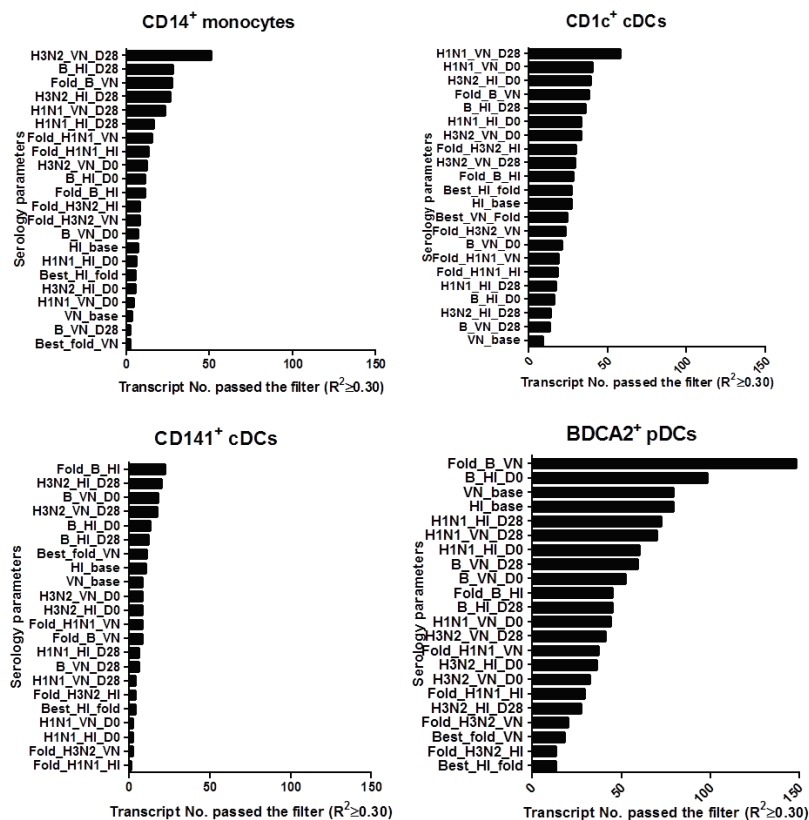 CD14+ monocytes
Serology parameters
H3N2_VN_D28
B_HI_D28
Fold_B_VN
H3N2_HI_D28
H1N1_VN_D28
H1N1_HI_D28
Fold_H1N1_VN
Fold_H1N1_HI
H3N2_VN_D0
B_HI_D0
Fold_B_HI
Fold_H3N2_HI
Fold_H3N2_VN
B_VN_D0
HI_base
H1N1_HI_D0
Best_HI_fold
H3N2_HI_D0
H1N1_VN_D0
VN_base
B_VN_D28
Best_fold_VN
0 50 100 150
Transcript No. passed the filter (R²≥0.30)
CD1c+ cDCs
Serology parameters
H1N1_VN_D28
H1N1_VN_D0
H3N2_HI_D0
Fold_B_VN
B_HI_D28
H1N1_HI_D0
H3N2_VN_D0
Fold_H3N2_HI
H3N2_VN_D28
Fold_B_HI
Best_HI_fold
HI_base
Best_VN_Fold
Fold_H3N2_VN
B_VN_D0
Fold_H1N1_VN
Fold_H1N1_HI
H1N1_HI_D28
B_HI_D0
H3N2_HI_D28
B_VN_D28
VN_base
0 50 100 150
Transcript No. passed the filter (R²≥0.30)
CD141+ cDCs
Serology parameters
Fold_B_HI
H3N2_HI_D28
B_VN_D0
H3N2_VN_D28
B_HI_D0
B_HI_D28
Best_fold_VN
HI_base
VN_base
H3N2_VN_D0
H3N2_HI_D0
Fold_H1N1_VN
Fold_B_VN
H1N1_HI_D28
B_VN_D28
H1N1_VN_D28
Fold_H3N2_HI
Best_HI_fold
H1N1_VN_D0
H1N1_HI_D0
Fold_H3N2_VN
Fold_H1N1_HI
0 50 100 150
Transcript No. passed the filter (R²≥0.30)
BDCA2+ pDCs
Serology parameters
Fold_B_VN
B_HI_D0
VN_base
HI_base
H1N1_HI_D28
H1N1_VN_D28
H1N1_HI_D0
B_VN_D28
B_VN_D0
Fold_B_HI
B_HI_D28
H1N1_VN_D0
H3N2_VN_D28
Fold_H1N1_VN
H3N2_HI_D0
H3N2_VN_D0
Fold_H1N1_HI
H3N2_HI_D28
Fold_H3N2_VN
Best_fold_VN
Fold_H3N2_HI
Best_HI_fold
0 50 100 150
Transcript No. passed the filter (R²≥0.30)